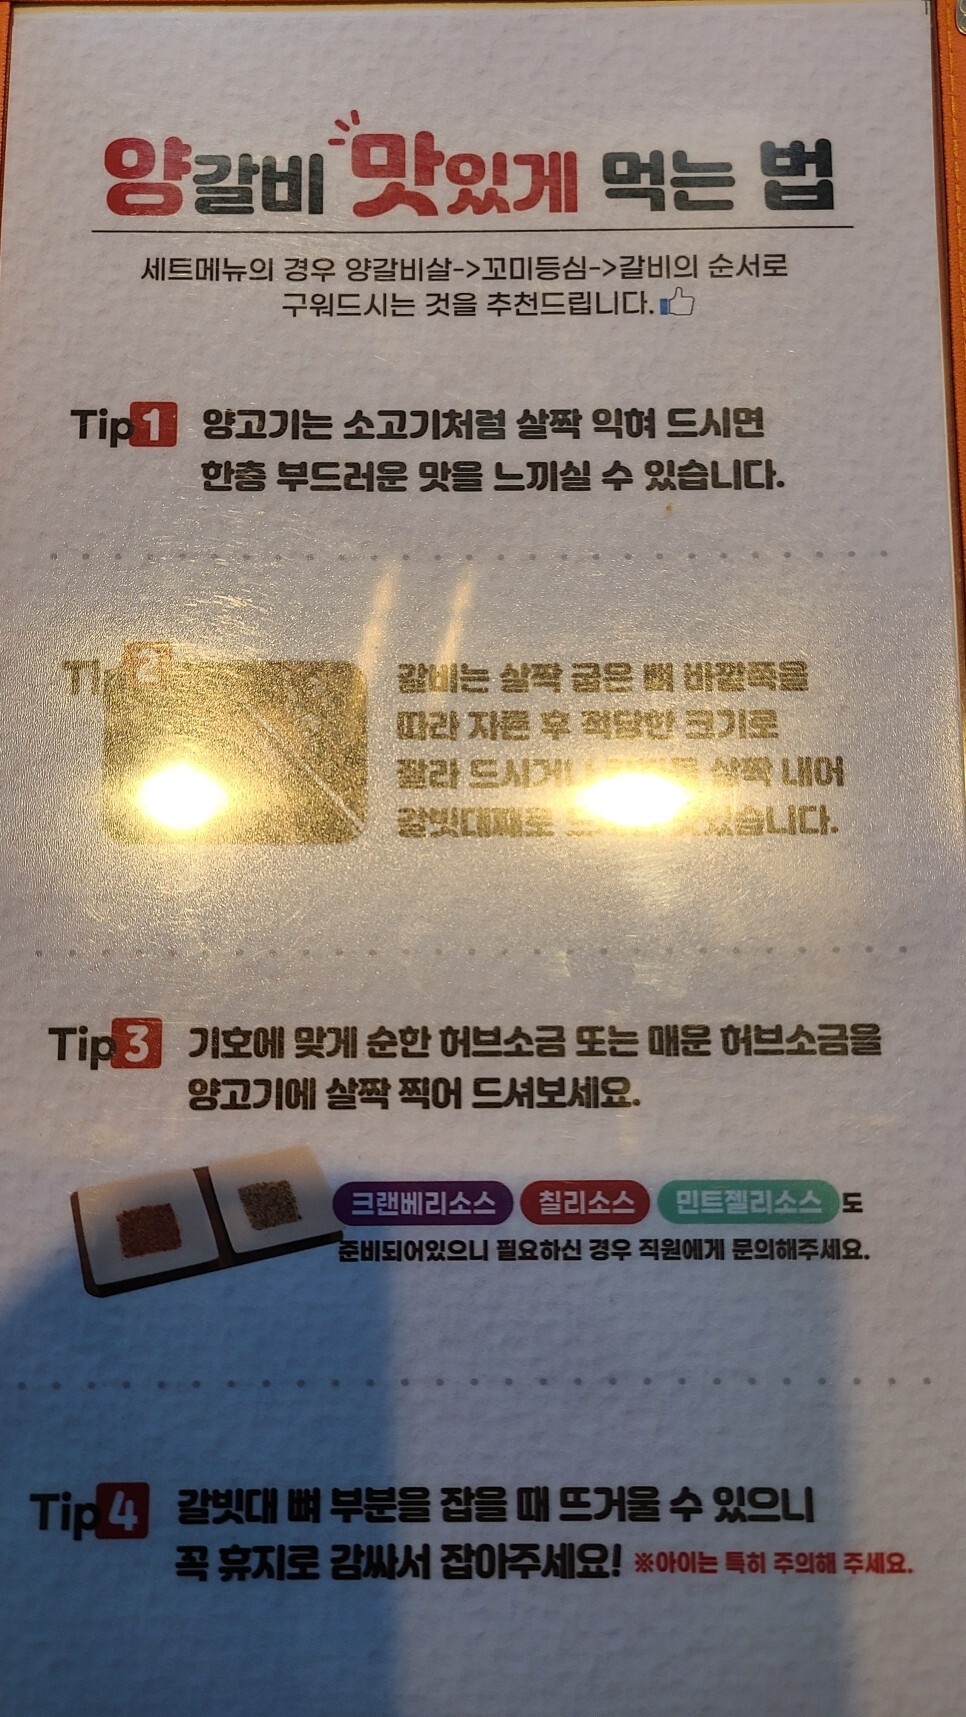 양갈비 맛있게 먹는 법
세트메뉴의 경우 양갈비살->꼬미등심->갈비의 순서로
구워드시는 것을 추천드립니다.
Tip1 양고기는 소고기처럼 살짝 익혀 드시면
한층 부드러운 맛을 느끼실 수 있습니다.
Tip2
갈비는 살짝 굽은 뼈 바깥쪽을
따라 자른 후 적당한 크기로
잘라 드시거나 살짝 내어
갈빗대째로 있습니다.
Tip3 기호에 맞게 순한 허브소금 또는 매운 허브소금을
양고기에 살짝 찍어 드셔보세요.
크랜베리소스 칠리소스 민트젤리소스 도
준비되어있으니 필요하신 경우 직원에게 문의해주세요.
Tip4 갈빗대 뼈 부분을 잡을 때 뜨거울 수 있으니
꼭 휴지로 감싸서 잡아주세요! ※아이는 특히 주의해 주세요.